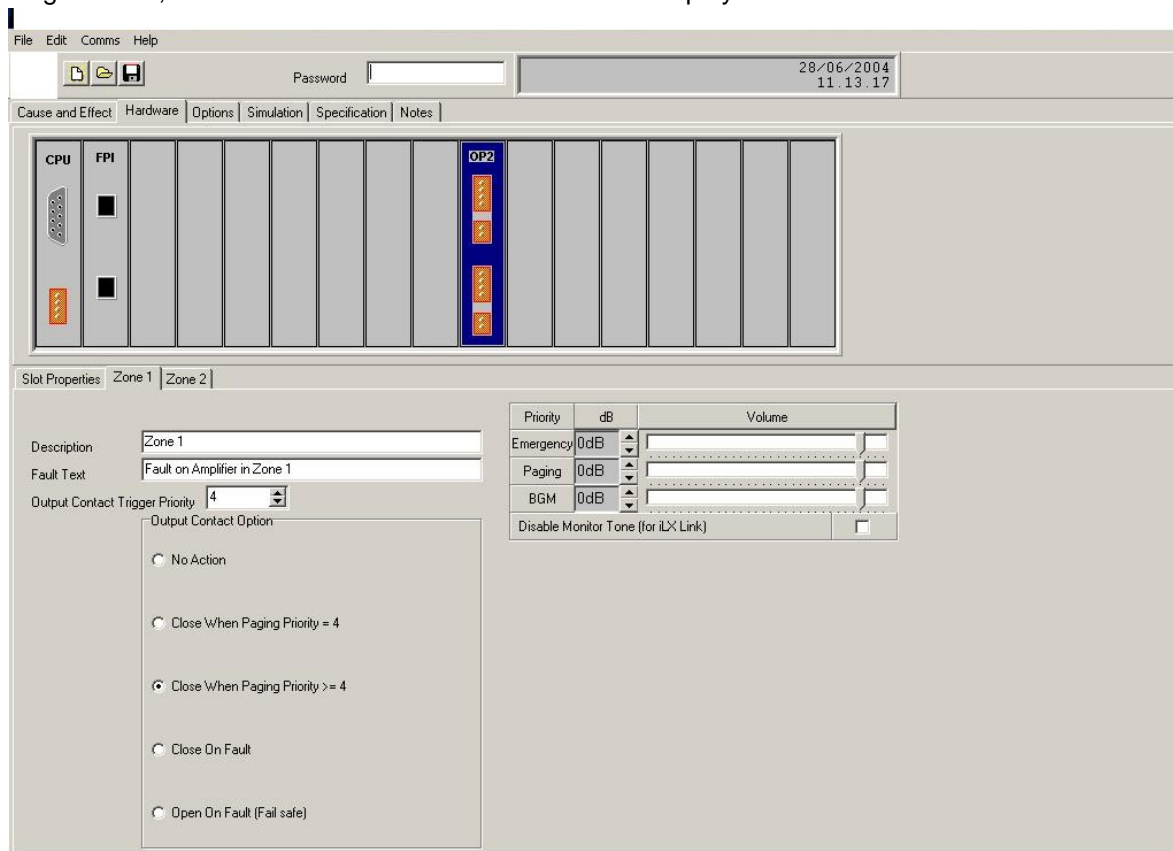 File Edit Comms Help
Password
28/06/2004
11.13.17
Cause and Effect Hardware Options Simulation Specification Notes
CPU FPI OP2
Slot Properties Zone 1 Zone 2
Priority dB Volume
Description Zone 1
Emergency 0dB
Fault Text Fault on Amplifier in Zone 1
Paging 0dB
Output Contact Trigger Priority 4
BGM 0dB
Output Contact Option
Disable Monitor Tone (for iLX Link)
No Action
Close When Paging Priority = 4
Close When Paging Priority >= 4
Close On Fault
Open On Fault (Fail safe)